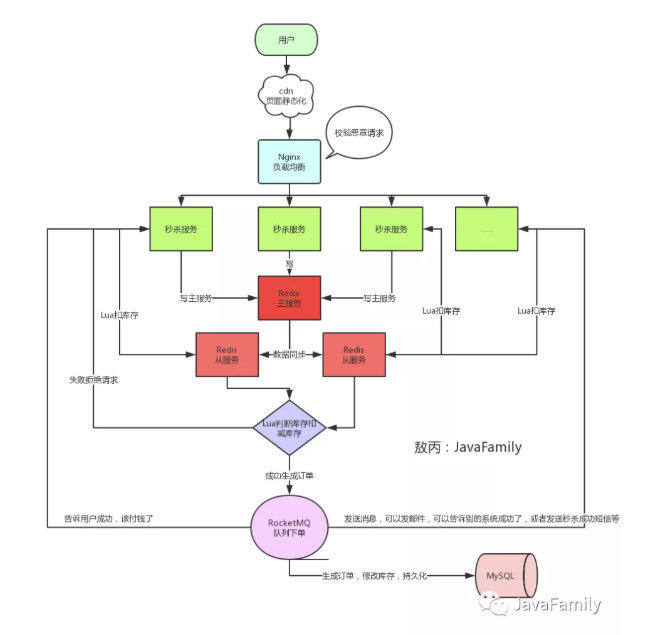 用户
cdn
页面静态化
校验恶意请求
Nginx
负载均衡
秒杀服务
秒杀服务
秒杀服务
......
写
Redis
主服务
写主服务
写主服务
Lua扣库存
Lua扣库存
Lua扣库存
Redis
从服务
数据同步
Redis
从服务
失败拒绝请求
Lua判断库存扣
减库存
敖丙：JavaFamily
成功生成订单
告诉用户成功，该付钱了
RocketMQ
队列下单
发送消息，可以发邮件，可以告诉别的系统成功了，或者发送秒杀成功短信等
生成订单，修改库存，持久化
MySQL
JavaFamily